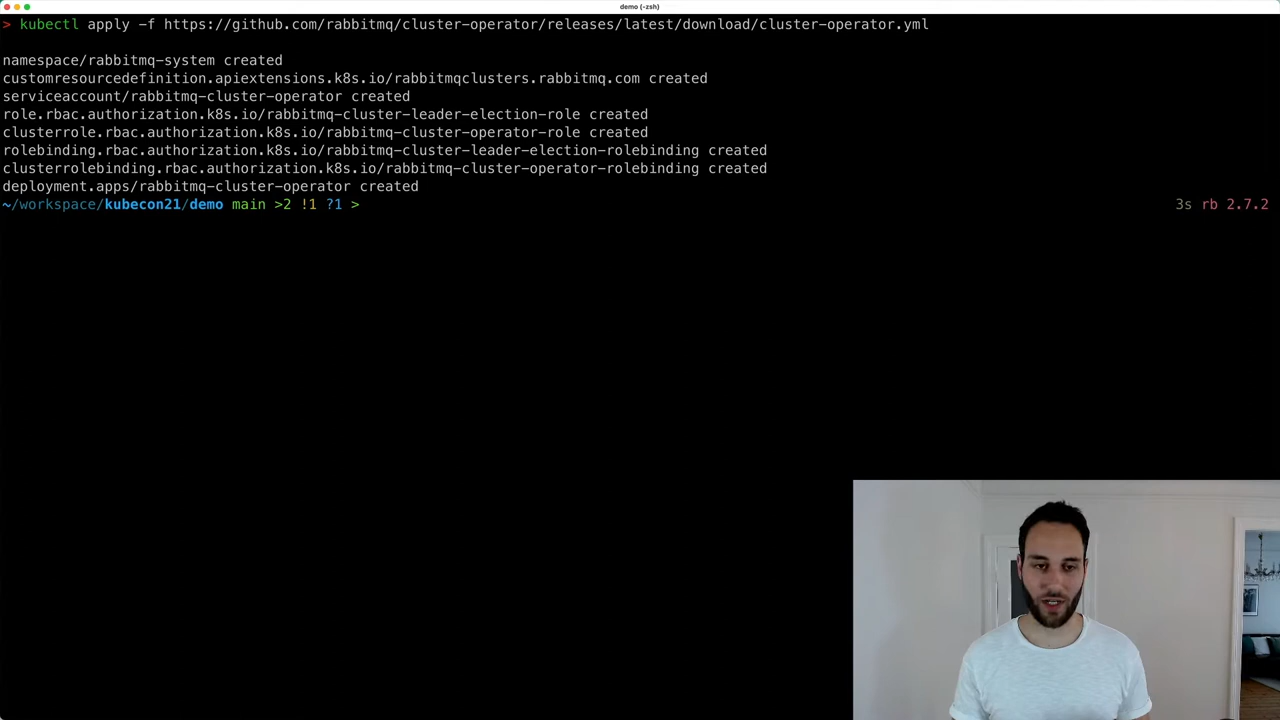 demo (-zsh)
> kubectl apply -f https://github.com/rabbitmq/cluster-operator/releases/latest/download/cluster-operator.yml
namespace/rabbitmq-system created
customresourcedefinition.apiextensions.k8s.io/rabbitmqclusters.rabbitmq.com created
serviceaccount/rabbitmq-cluster-operator created
role.rbac.authorization.k8s.io/rabbitmq-cluster-leader-election-role created
clusterrole.rbac.authorization.k8s.io/rabbitmq-cluster-operator-role created
rolebinding.rbac.authorization.k8s.io/rabbitmq-cluster-leader-election-rolebinding created
clusterrolebinding.rbac.authorization.k8s.io/rabbitmq-cluster-operator-rolebinding created
deployment.apps/rabbitmq-cluster-operator created
~/workspace/kubecon21/demo main >2 !1 ?1 > 3s rb 2.7.2